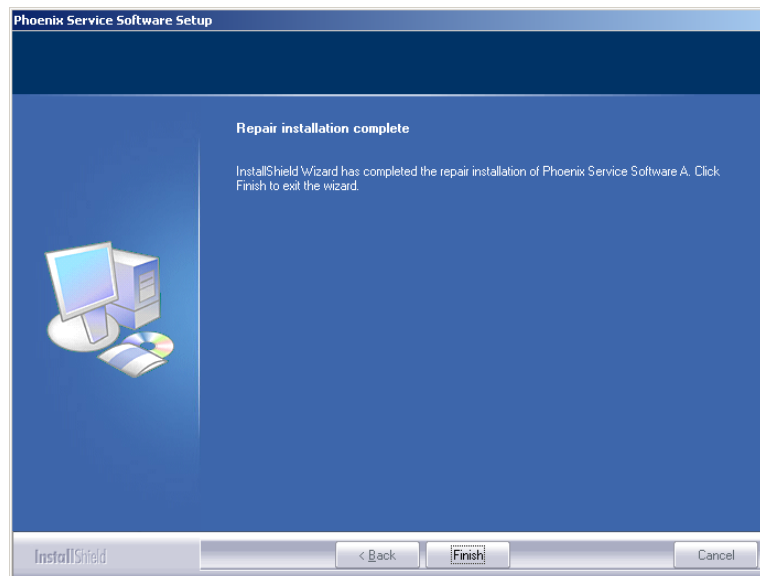 Phoenix Service Software Setup
Repair installation complete
InstallShield Wizard has completed the repair installation of Phoenix Service Software A. Click
Finish to exit the wizard.
InstallShield
< Back
Finish
Cancel